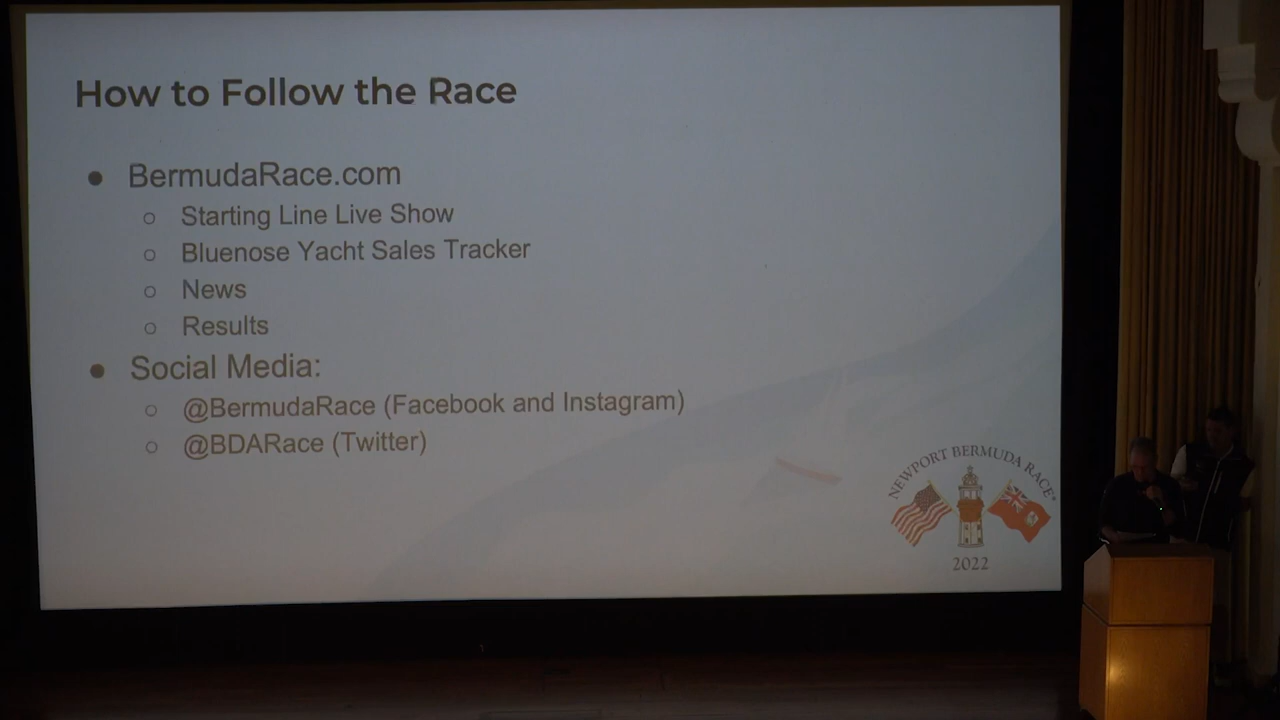 How to Follow the Race
● BermudaRace.com
○ Starting Line Live Show
○ Bluenose Yacht Sales Tracker
○ News
○ Results
● Social Media:
○ @BermudaRace (Facebook and Instagram)
○ @BDARace (Twitter)
NEWPORT BERMUDA RACE®
2022